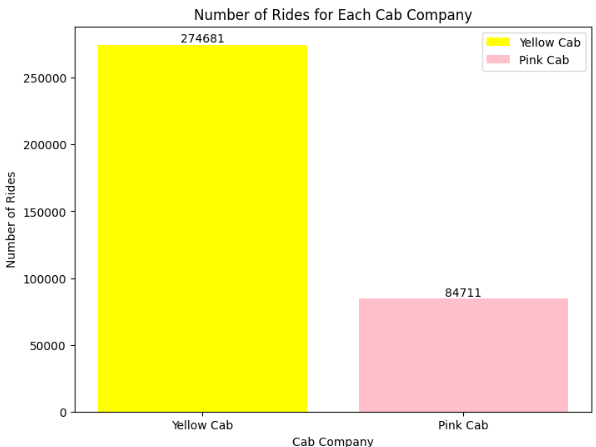 Number of Rides for Each Cab Company
274681
Yellow Cab
Pink Cab
250000
200000
150000
100000
50000
0
Number of Rides
84711
Yellow Cab
Pink Cab
Cab Company